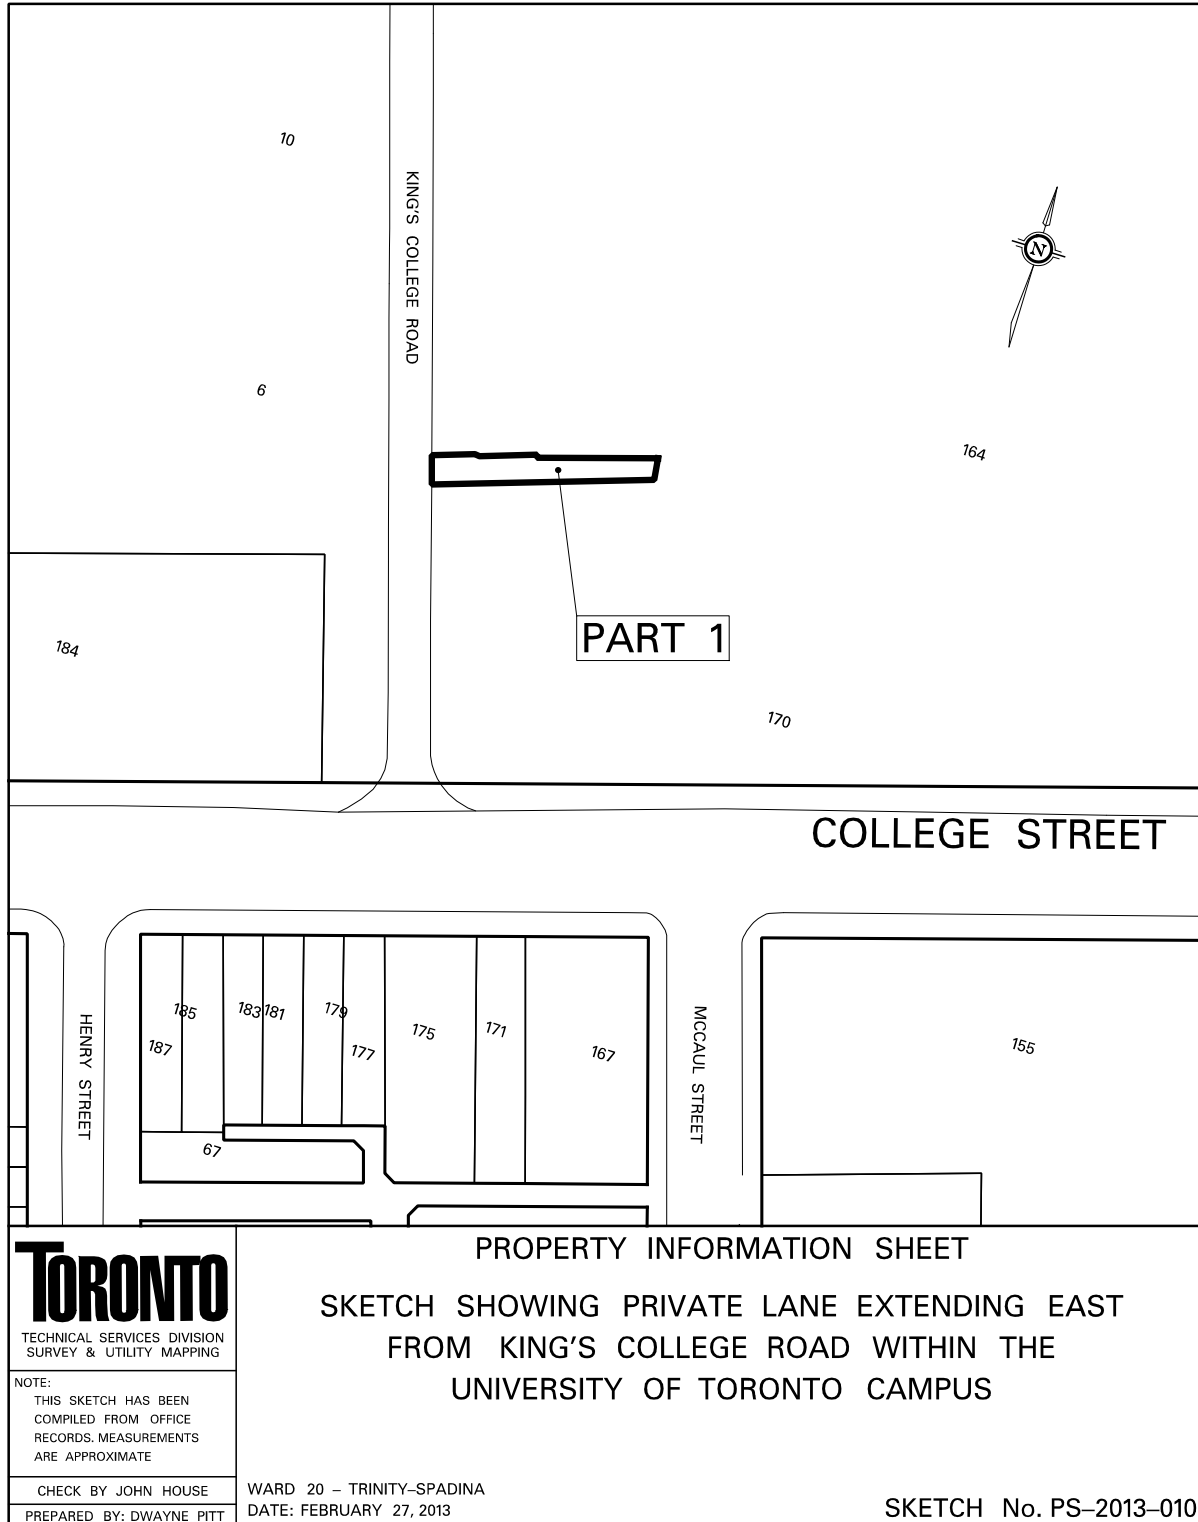 10
KING'S COLLEGE ROAD
N
6
164
PART 1
184
170
COLLEGE STREET
HENRY STREET
187
185
183
181
179
177
175
171
167
67
MCCAUL STREET
155
TORONTO
TECHNICAL SERVICES DIVISION
SURVEY & UTILITY MAPPING
NOTE:
THIS SKETCH HAS BEEN
COMPILED FROM OFFICE
RECORDS. MEASUREMENTS
ARE APPROXIMATE
CHECK BY JOHN HOUSE
PREPARED BY: DWAYNE PITT
PROPERTY INFORMATION SHEET
SKETCH SHOWING PRIVATE LANE EXTENDING EAST
FROM KING'S COLLEGE ROAD WITHIN THE
UNIVERSITY OF TORONTO CAMPUS
WARD 20 – TRINITY–SPADINA
DATE: FEBRUARY 27, 2013
SKETCH No. PS–2013–010